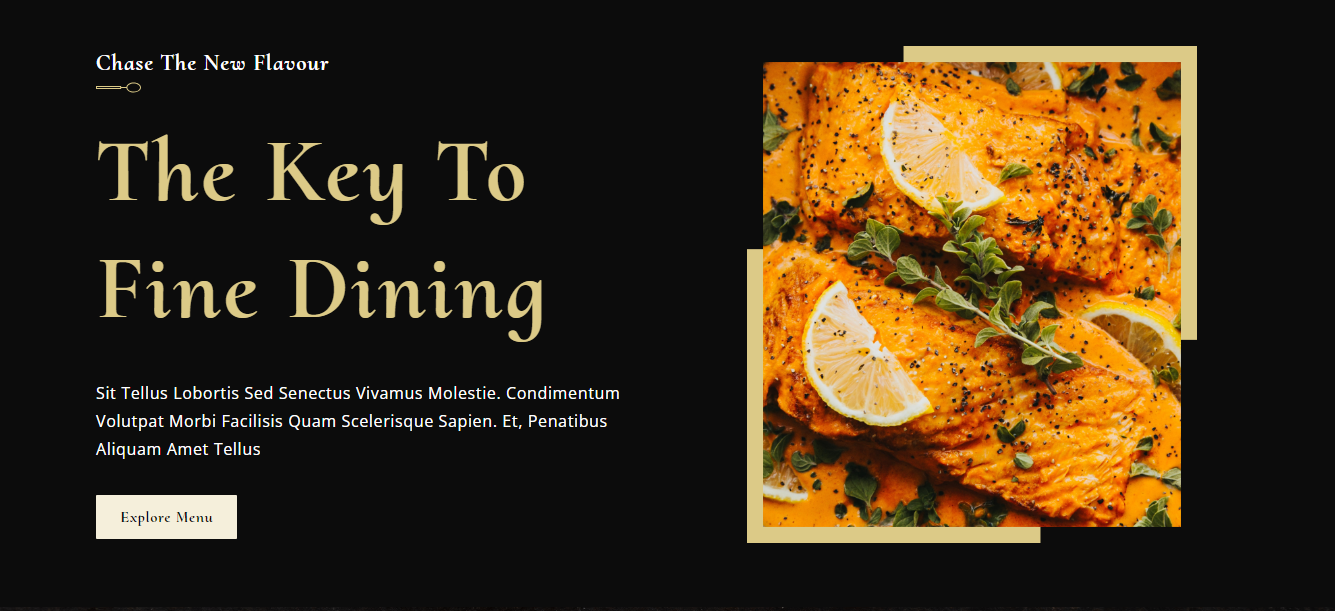 Chase The New Flavour
The Key To
Fine Dining
Sit Tellus Lobortis Sed Senectus Vivamus Molestie. Condimentum
Volutpat Morbi Facilisis Quam Scelerisque Sapien. Et, Penatibus
Aliquam Amet Tellus
Explore Menu